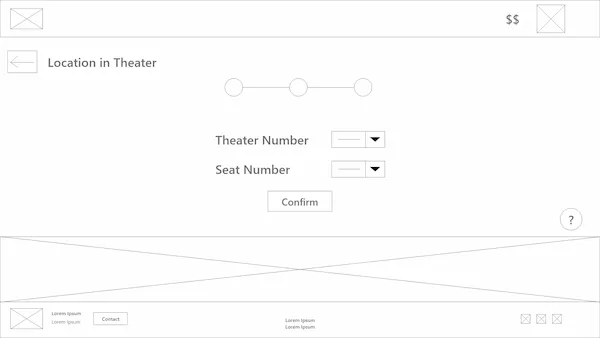 $$
Location in Theater
Theater Number
Seat Number
Confirm
?
Lorem Ipsum
Lorem Ipsum
Contact
Lorem Ipsum
Lorem Ipsum